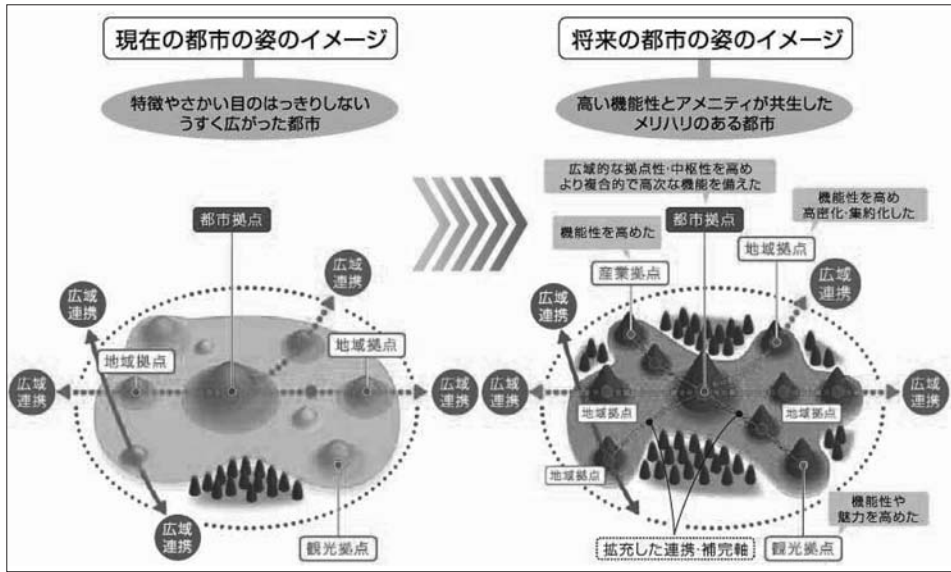 現在の都市の姿のイメージ
特徴やさかい目のはっきりしない
うすく広がった都市
都市拠点
広域
連携
広域
連携
地域拠点
地域拠点
広域
連携
広域
連携
広域
連携
観光拠点
将来の都市の姿のイメージ
高い機能性とアメニティが共生した
メリハリのある都市
広域的な拠点性・中枢性を高め
より複合的で高次な機能を備えた
都市拠点
機能性を高め
高密化・集約化した
地域拠点
機能性を高めた
産業拠点
広域
連携
広域
連携
広域
連携
広域
連携
地域拠点
地域拠点
地域拠点
広域
連携
機能性や
魅力を高めた
拡充した連携・補完軸
観光拠点